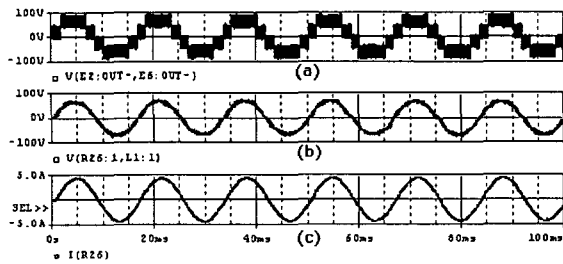 100V
0V
-100V
(a)
▫ V(E2:OUT-,E6:OUT-)
100V
0V
-100V
(b)
▫ V(R26:1,L1:1)
5.0A
SEL>>
-5.0A
(c)
0s 20ms 40ms 60ms 80ms 100ms
▫ I(R26)